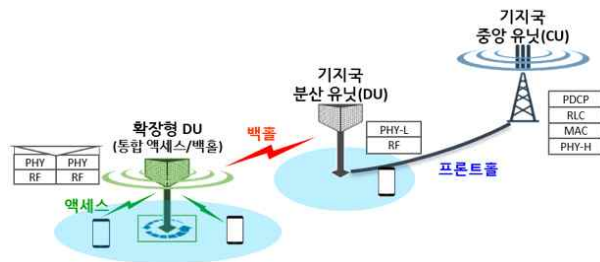 기지국
중앙 유닛(CU)
PDCP
RLC
MAC
PHY-H
기지국
분산 유닛(DU)
PHY-L
RF
프론트홀
백홀
확장형 DU
(통합 액세스/백홀)
PHY PHY
RF RF
액세스